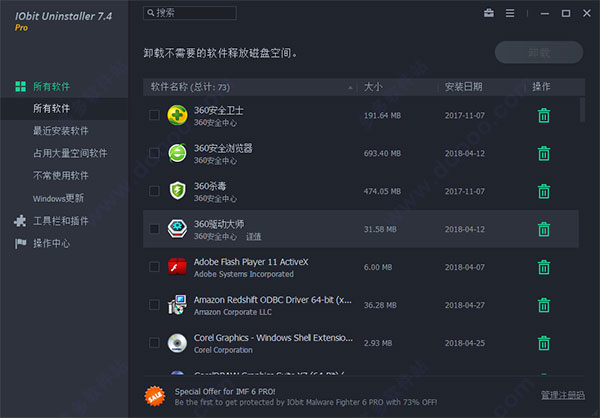 IObit Uninstaller 7.4
Pro
搜索
卸载不需要的软件释放磁盘空间。
卸载
所有软件
所有软件
最近安装软件
占用大量空间软件
不常使用软件
Windows更新
工具栏和插件
操作中心
软件名称 (总计: 73) 大小 安装日期 操作
360安全卫士
360安全中心
191.64 MB 2017-11-07
360安全浏览器
360安全中心
693.40 MB 2018-04-12
360杀毒
360安全中心
474.05 MB 2017-11-07
360驱动大师
360安全中心 详情
31.58 MB 2018-04-12
Adobe Flash Player 11 ActiveX
Adobe Systems Incorporated
6.00 MB 2018-04-07
Amazon Redshift ODBC Driver 64-bit (x...
Amazon Corporate LLC
36.28 MB 2018-04-27
Corel Graphics - Windows Shell Extensio...
Corel Corporation
2.93 MB 2018-04-25
CorelDRAW Graphics Suite X7 (64-Bit) (
SALE
Special Offer for IMF 6 PRO!
Be the first to get protected by IObit Malware Fighter 6 PRO with 73% OFF!
管理注册码